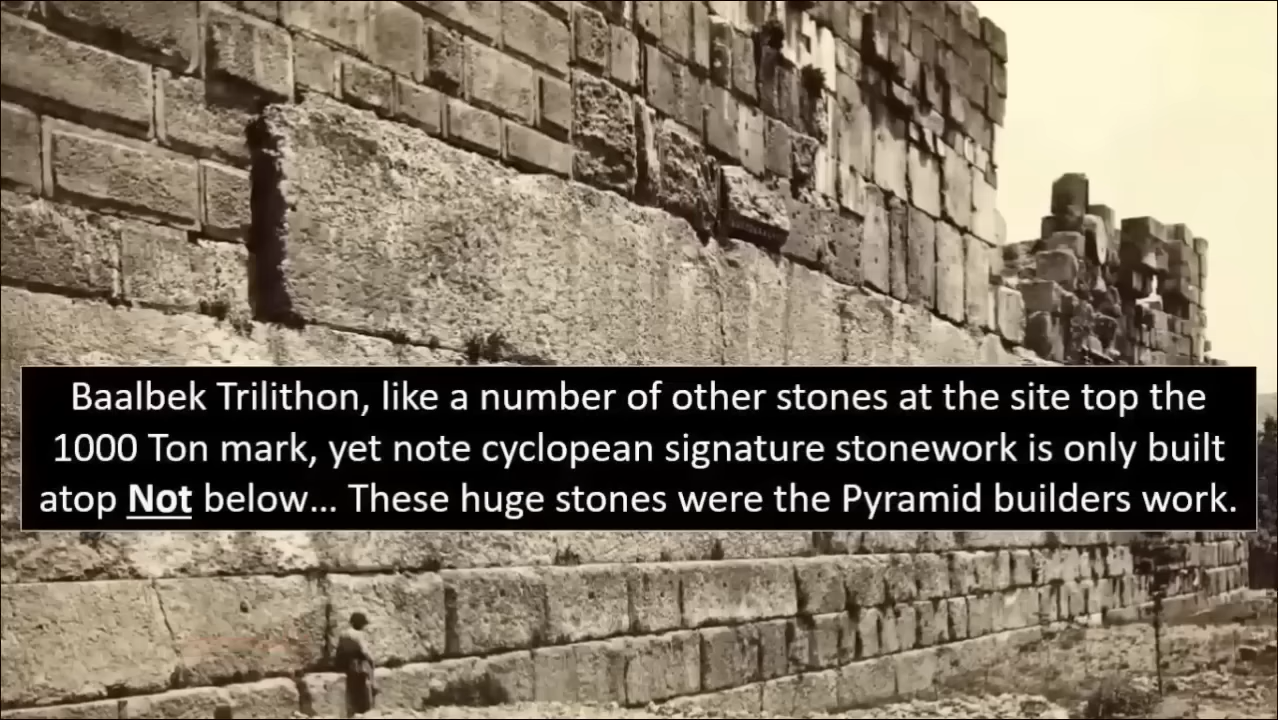 Baalbek Trilithon, like a number of other stones at the site top the
1000 Ton mark, yet note cyclopean signature stonework is only built
atop Not below... These huge stones were the Pyramid builders work.